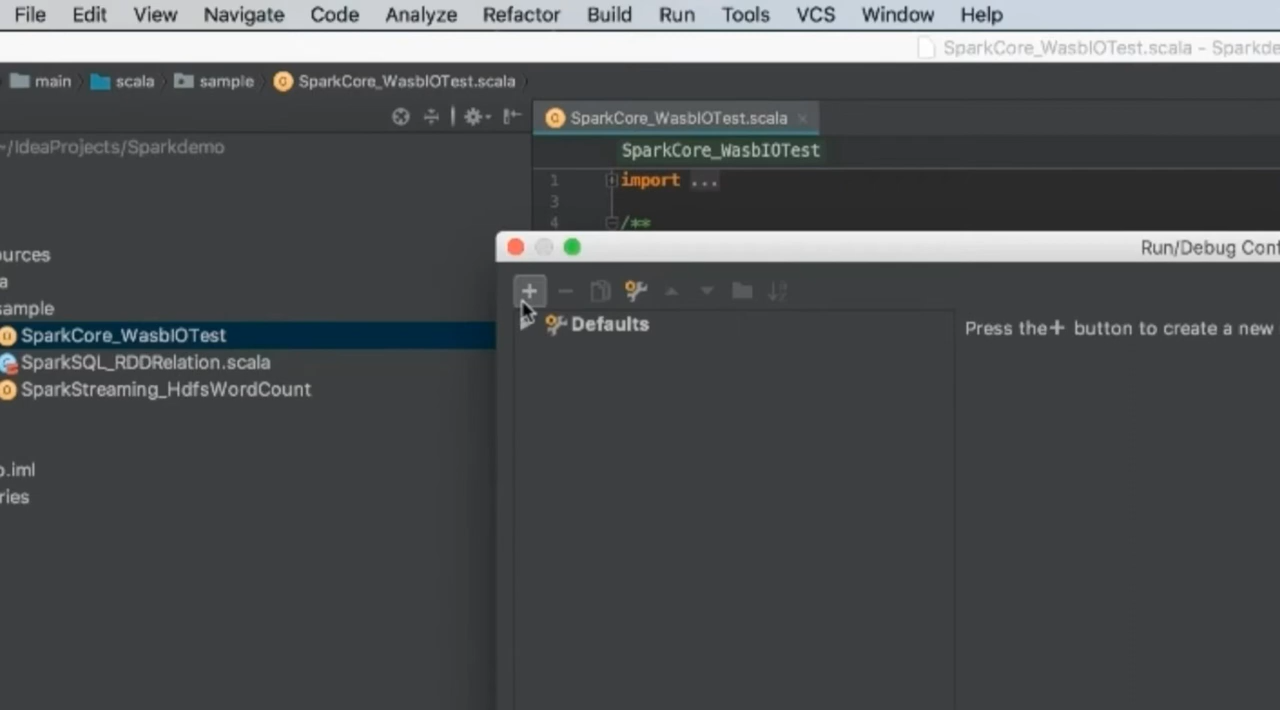 File Edit View Navigate Code Analyze Refactor Build Run Tools VCS Window Help
SparkCore_WasbIOTest.scala - Sparkde
main scala sample SparkCore_WasbIOTest.scala
SparkCore_WasbIOTest.scala
~/IdeaProjects/Sparkdemo
SparkCore_WasbIOTest
1 import ...
3
4 /**
Run/Debug Conf
urces
a
sample
Defaults
Press the + button to create a new
SparkCore_WasbIOTest
SparkSQL_RDDRelation.scala
SparkStreaming_HdfsWordCount
o.iml
ries